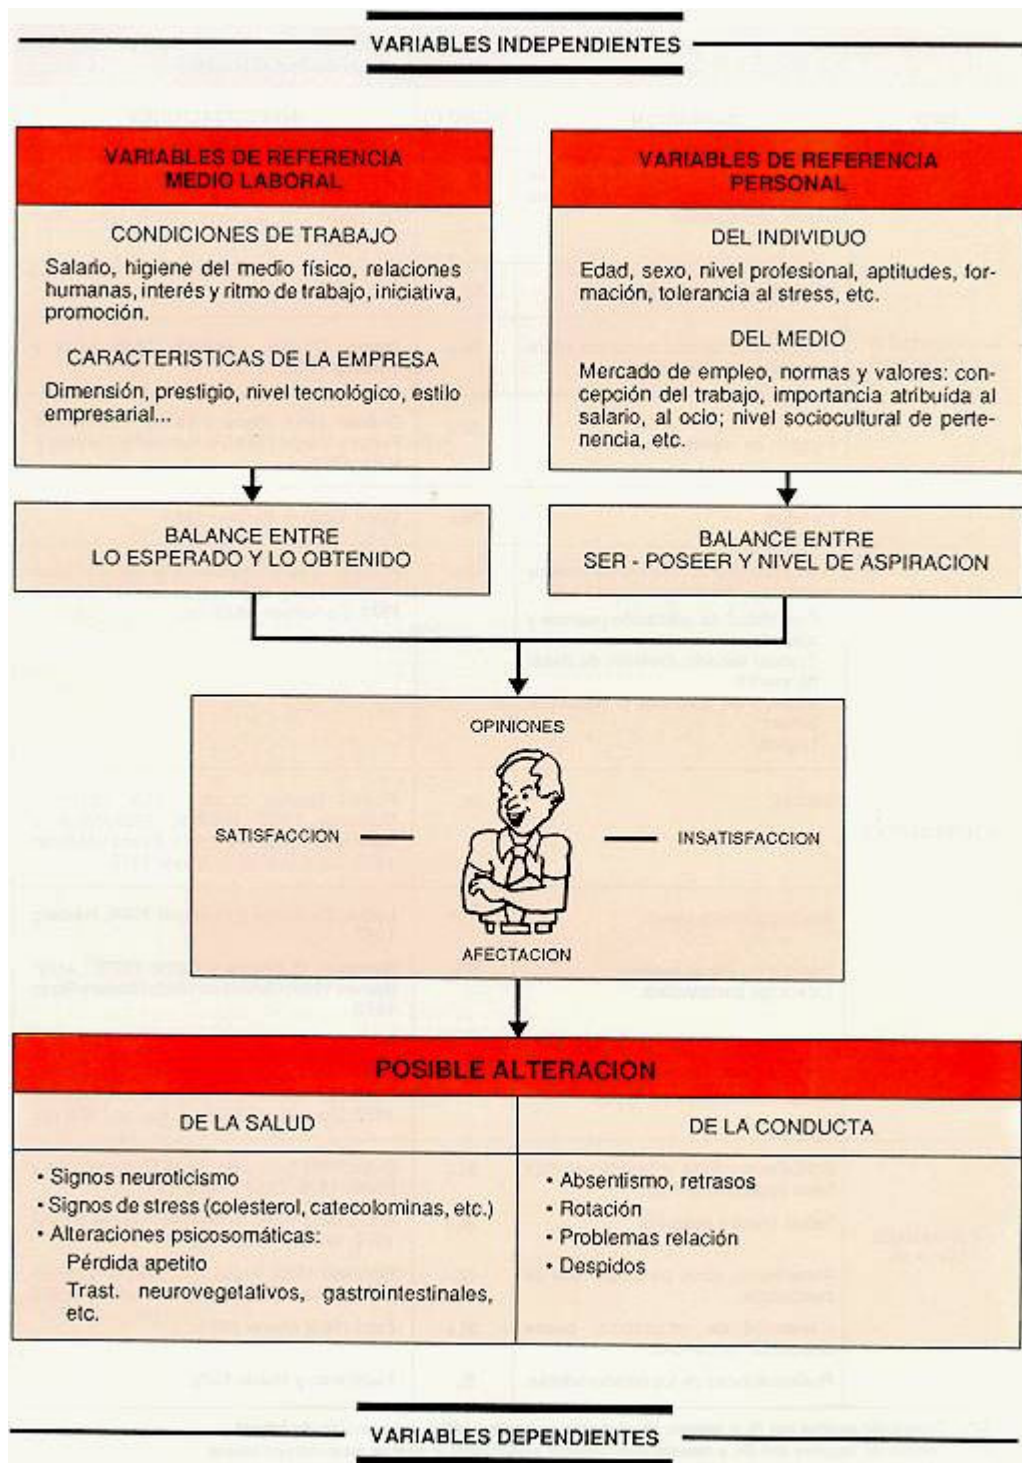 VARIABLES INDEPENDIENTES
VARIABLES DE REFERENCIA
MEDIO LABORAL
CONDICIONES DE TRABAJO
Salario, higiene del medio físico, relaciones
humanas, interés y ritmo de trabajo, iniciativa,
promoción.
CARACTERISTICAS DE LA EMPRESA
Dimensión, prestigio, nivel tecnológico, estilo
empresarial...
VARIABLES DE REFERENCIA
PERSONAL
DEL INDIVIDUO
Edad, sexo, nivel profesional, aptitudes, for-
mación, tolerancia al stress, etc.
DEL MEDIO
Mercado de empleo, normas y valores: con-
cepción del trabajo, importancia atribuida al
salario, al ocio; nivel sociocultural de perte-
nencia, etc.
BALANCE ENTRE
LO ESPERADO Y LO OBTENIDO
BALANCE ENTRE
SER - POSEER Y NIVEL DE ASPIRACION
OPINIONES
SATISFACCION
INSATISFACCION
AFECTACION
POSIBLE ALTERACION
DE LA SALUD
• Signos neuroticismo
• Signos de stress (colesterol, catecolominas, etc.)
• Alteraciones psicosomáticas:
Pérdida apetito
Trast. neurovegetativos, gastrointestinales,
etc.
DE LA CONDUCTA
• Absentismo, retrasos
• Rotación
• Problemas relación
• Despidos
VARIABLES DEPENDIENTES